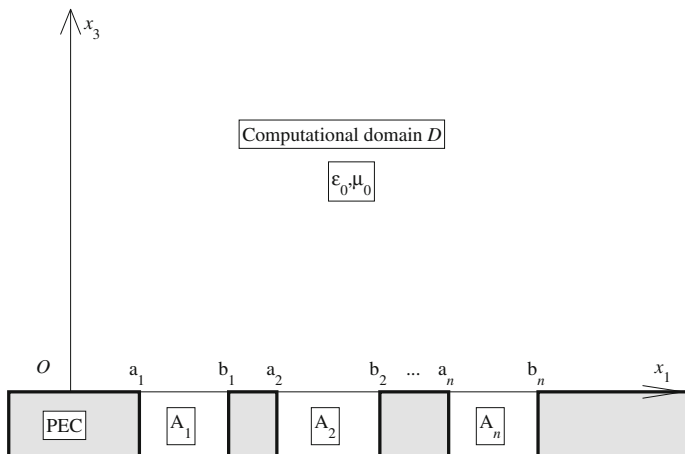 x₃
Computational domain D
ε₀,μ₀
O a₁ b₁ a₂ b₂ ... aₙ bₙ x₁
PEC A₁ A₂ Aₙ